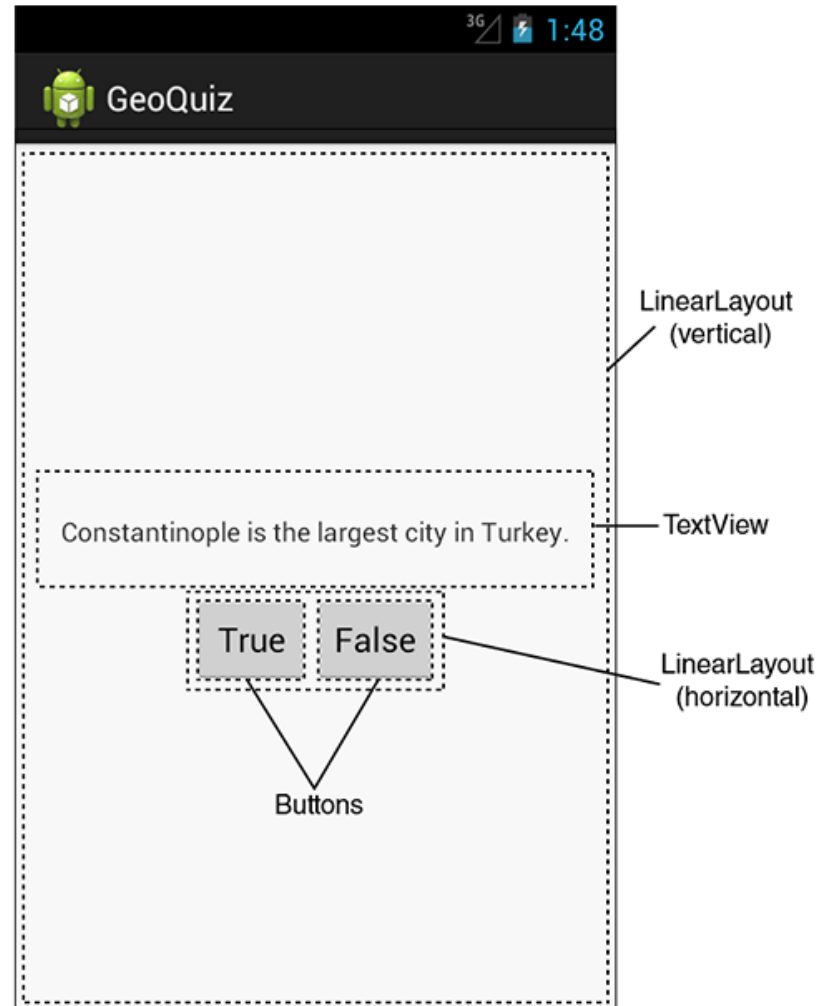 3G 1:48
GeoQuiz
LinearLayout
(vertical)
Constantinople is the largest city in Turkey.
TextView
True False
LinearLayout
(horizontal)
Buttons